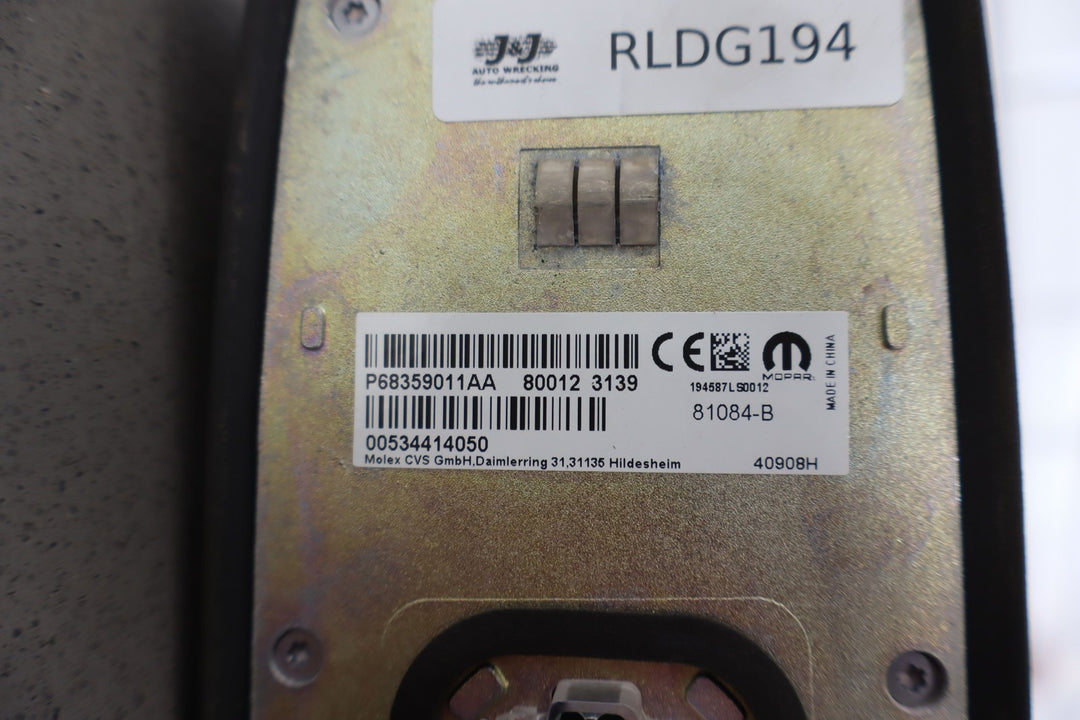 J&J
AUTO WRECKING
RLDG194
P68359011AA 80012 3139
00534414050
Molex CVS GmbH,Daimlerring 31,31135 Hildesheim
CE
MOPAR
194587LS0012
81084-B
40908H
MADE IN CHINA